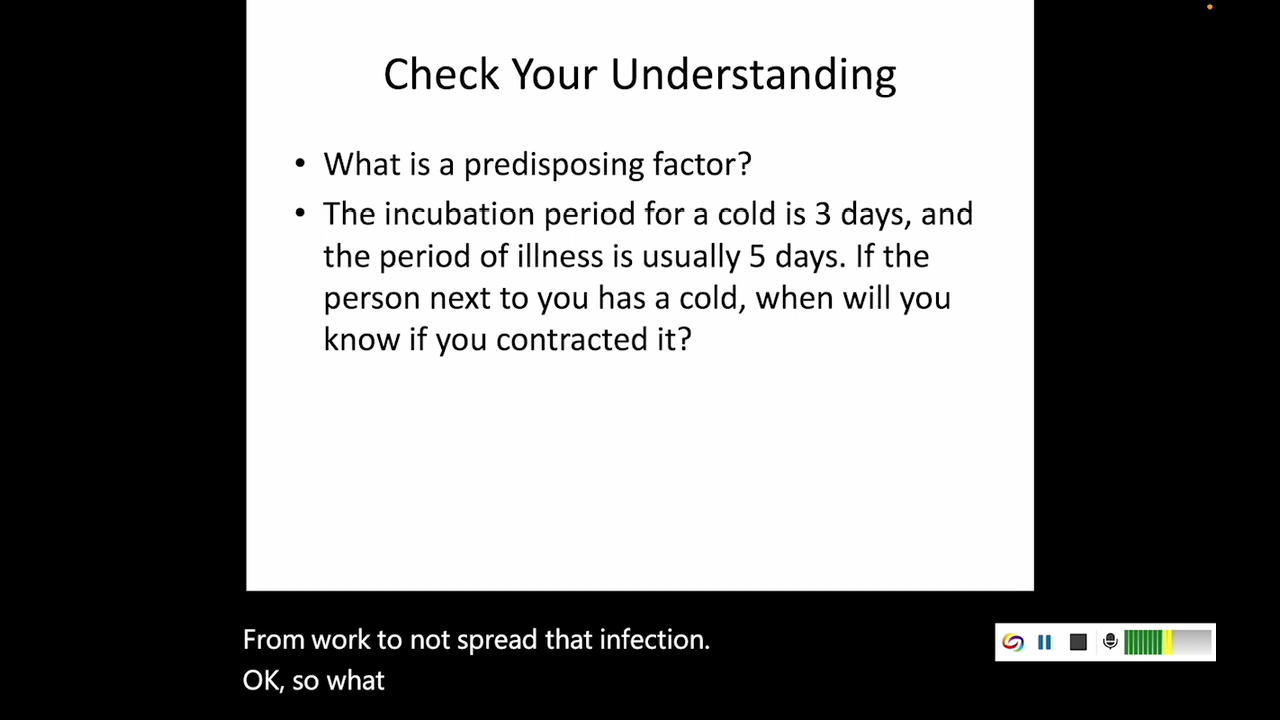 Check Your Understanding
• What is a predisposing factor?
• The incubation period for a cold is 3 days, and
the period of illness is usually 5 days. If the
person next to you has a cold, when will you
know if you contracted it?
From work to not spread that infection.
OK, so what